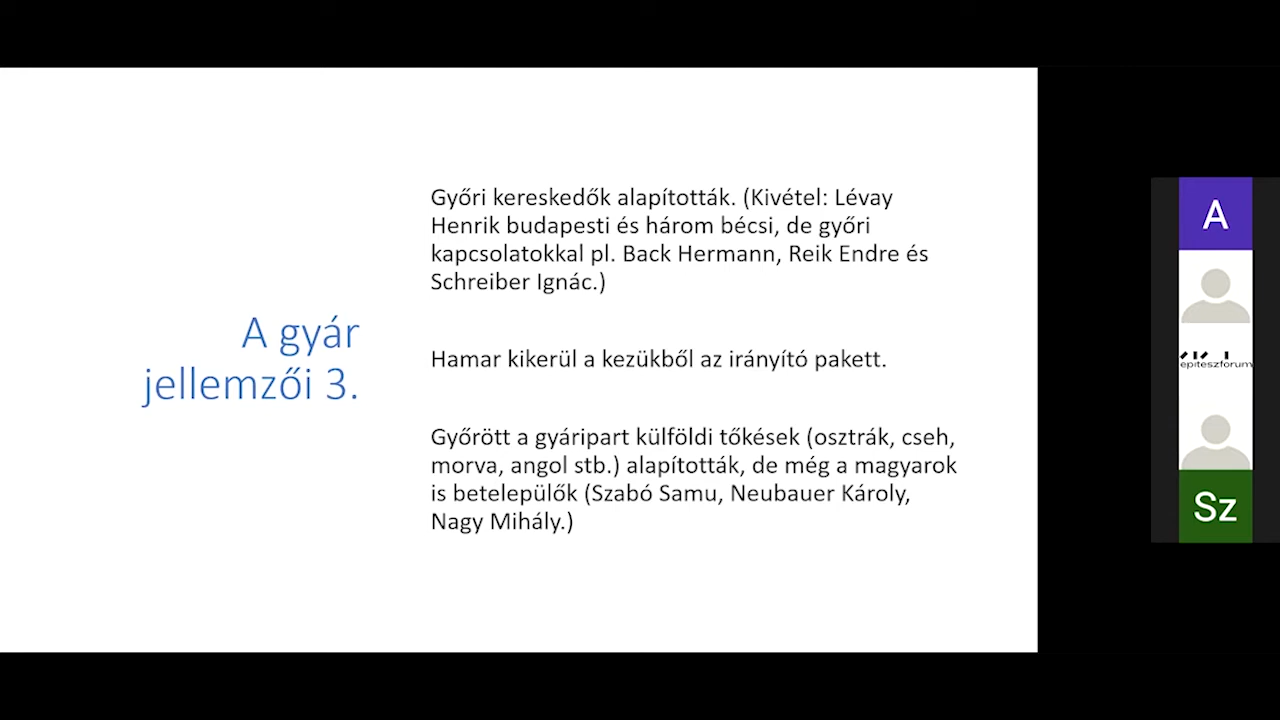 A gyár
jellemzői 3.
Győri kereskedők alapították. (Kivétel: Lévay
Henrik budapesti és három bécsi, de győri
kapcsolatokkal pl. Back Hermann, Reik Endre és
Schreiber Ignác.)
Hamar kikerül a kezükből az irányító pakett.
Győrött a gyáripart külföldi tőkések (osztrák, cseh,
morva, angol stb.) alapították, de még a magyarok
is betelepülők (Szabó Samu, Neubauer Károly,
Nagy Mihály.)
A
epiteszforum
Sz